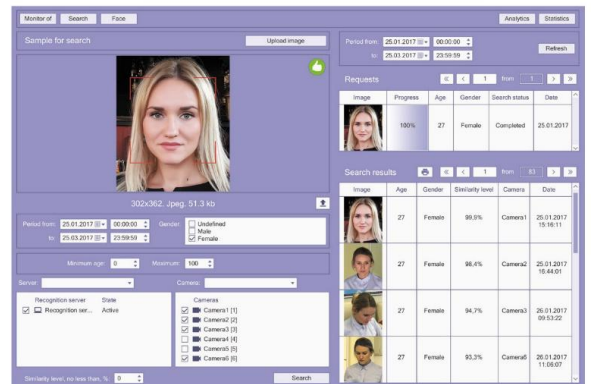 Monitor of Search Face Analytics Statistics
Sample for search Upload image
302x362. Jpeg. 51.3 kb
Period from: 25.01.2017 00:00:00 Gender: Undefined
Male
to: 25.03.2017 23:59:59 Female
Minimum age: 0 Maximum: 100
Server: Camera:
Recognition server State
Recognition ser... Active
Cameras
Camera1 [1]
Camera2 [2]
Camera3 [3]
Camera4 [4]
Camera5 [5]
Camera6 [6]
Similarity level, no less than, % 0 Search
Period from: 25.01.2017 00:00:00
to: 25.03.2017 23:59:59 Refresh
Requests 1 from 1
Image Progress Age Gender Search status Date
100% 27 Female Completed 25.01.2017
Search results 1 from 83
Image Age Gender Similarity level Camera Date
27 Female 99,9% Camera1 25.01.2017
15:16:11
27 Female 98,4% Camera2 25.01.2017
16:44:01
27 Female 94,7% Camera3 25.01.2017
09:53:22
27 Female 93,3% Camera6 26.01.2017
11:06:07